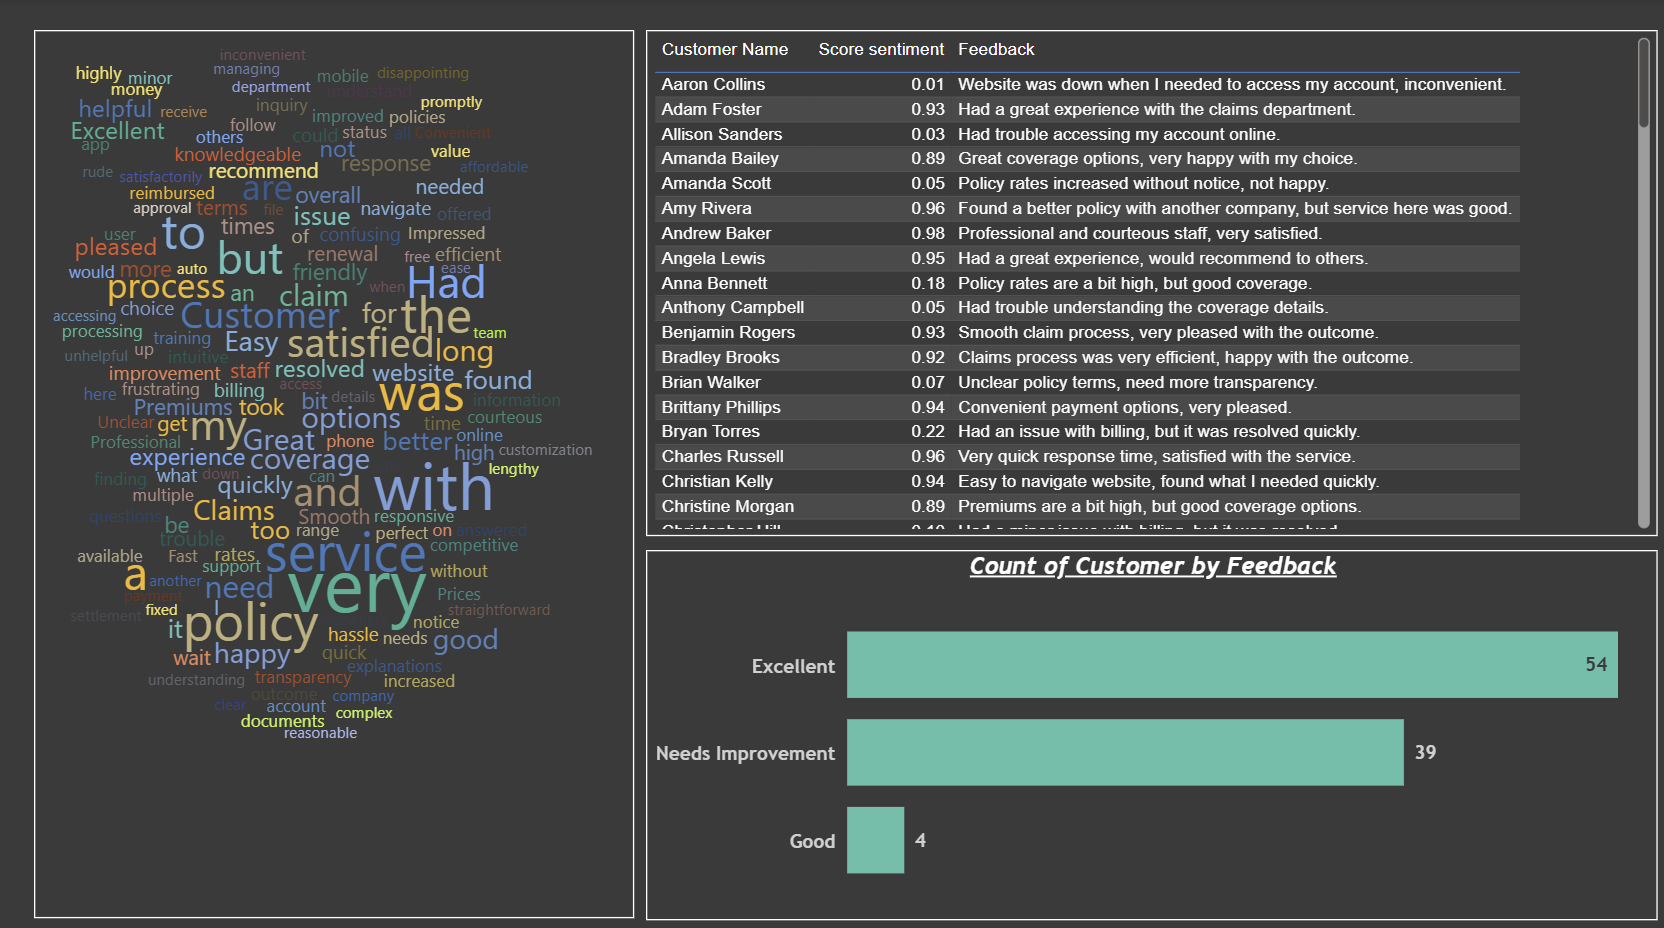 inconvenient
highly minor managing mobile disappointing
money department understand
helpful receive inquiry promptly
Excellent follow improved policies
app others could status all Convenient
knowledgeable not value
rude satisfactorily recommend response affordable
reimbursed are overall needed
approval terms file issue navigate offered
user to times of confusing Impressed
pleased but renewal free efficient
would more auto friendly ease
process an claim when Had
accessing choice Customer for the
processing training Easy satisfied team
unhelpful up intuitive long
improvement staff resolved website found
here frustrating billing access was
Premiums took bit details information
Unclear get my options time courteous
Professional Great phone better online
experience coverage high customization
finding what down can with lengthy
multiple quickly and
questions Claims Smooth responsive
be too range perfect on answered
trouble service competitive
available Fast rates support without
a another need very Prices
payment
settlement fixed I policy straightforward
it notice
hassle needs good
wait happy quick explanations
understanding transparency increased
outcome company
clear account complex
documents
reasonable
Customer Name Score sentiment Feedback
Aaron Collins 0.01 Website was down when I needed to access my account, inconvenient.
Adam Foster 0.93 Had a great experience with the claims department.
Allison Sanders 0.03 Had trouble accessing my account online.
Amanda Bailey 0.89 Great coverage options, very happy with my choice.
Amanda Scott 0.05 Policy rates increased without notice, not happy.
Amy Rivera 0.96 Found a better policy with another company, but service here was good.
Andrew Baker 0.98 Professional and courteous staff, very satisfied.
Angela Lewis 0.95 Had a great experience, would recommend to others.
Anna Bennett 0.18 Policy rates are a bit high, but good coverage.
Anthony Campbell 0.05 Had trouble understanding the coverage details.
Benjamin Rogers 0.93 Smooth claim process, very pleased with the outcome.
Bradley Brooks 0.92 Claims process was very efficient, happy with the outcome.
Brian Walker 0.07 Unclear policy terms, need more transparency.
Brittany Phillips 0.94 Convenient payment options, very pleased.
Bryan Torres 0.22 Had an issue with billing, but it was resolved quickly.
Charles Russell 0.96 Very quick response time, satisfied with the service.
Christian Kelly 0.94 Easy to navigate website, found what I needed quickly.
Christine Morgan 0.89 Premiums are a bit high, but good coverage options.
Count of Customer by Feedback
Excellent 54
Needs Improvement 39
Good 4